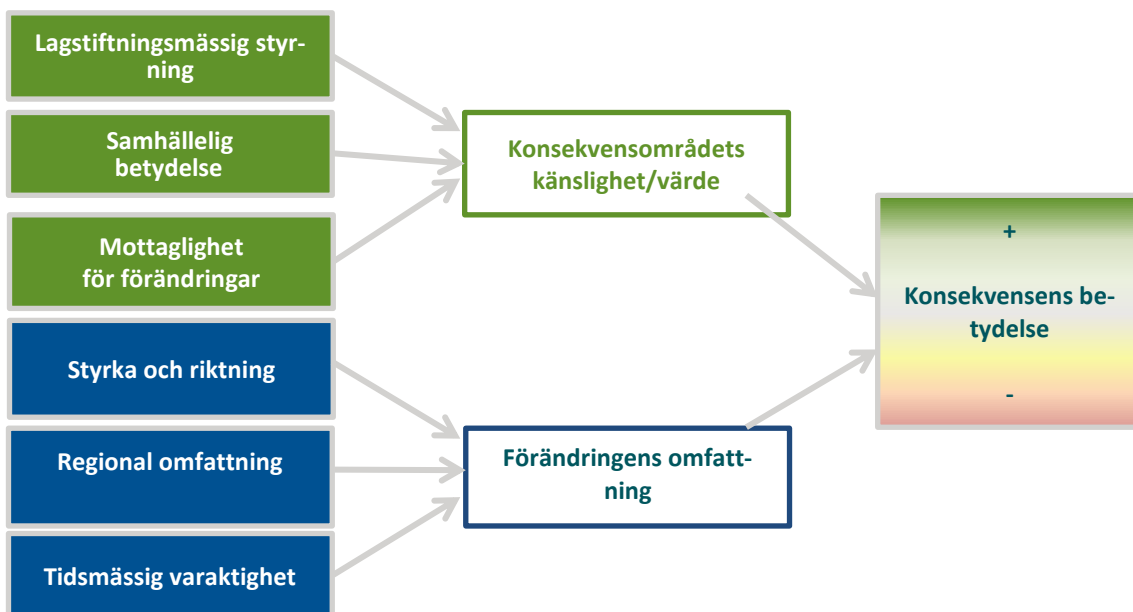 Lagstiftningsmässig styr-
ning
Samhällelig
betydelse
Mottaglighet
för förändringar
Styrka och riktning
Regional omfattning
Tidsmässig varaktighet
Konsekvensområdets
känslighet/värde
Förändringens omfatt-
ning
+
Konsekvensens be-
tydelse
-